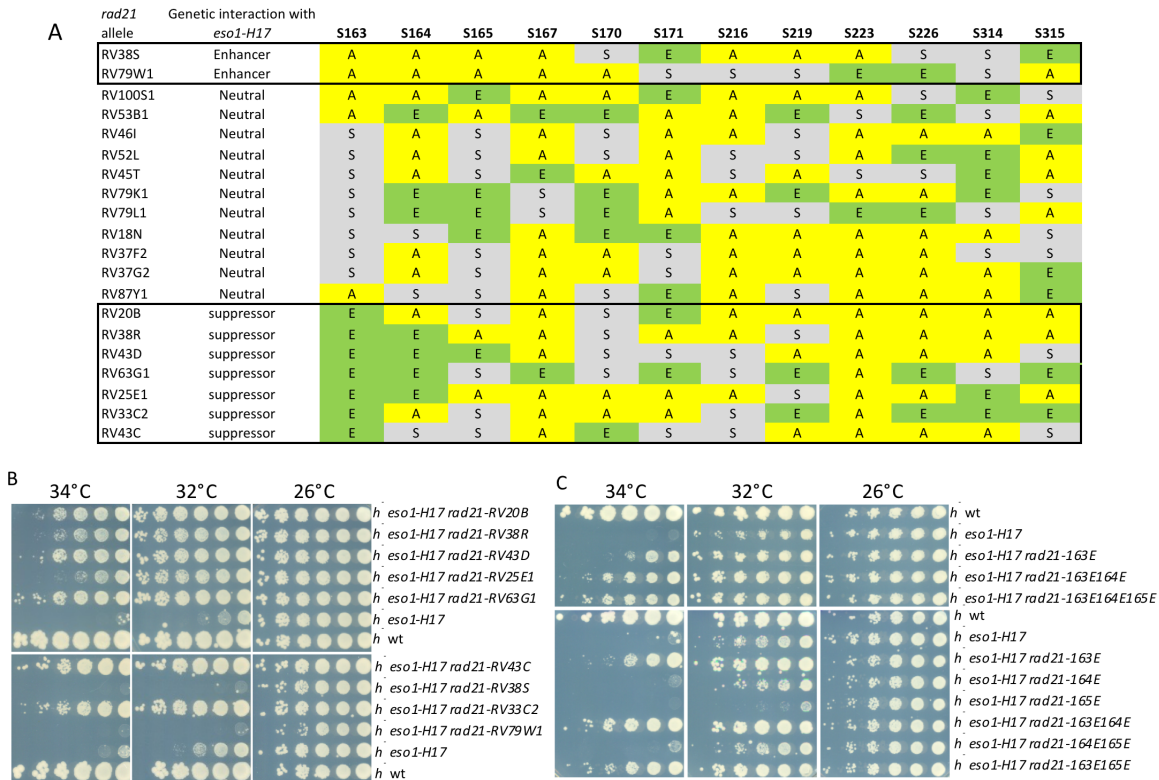 A
rad21 Genetic interaction with
allele eso1-H17 S163 S164 S165 S167 S170 S171 S216 S219 S223 S226 S314 S315
RV38S Enhancer A A A A S E A A A S S E
RV79W1 Enhancer A A A A A S S S E E S A
RV100S1 Neutral A A E A A E A A A S E S
RV53B1 Neutral A E A E E A A E S E S A
RV46I Neutral S A S A S A A S A A A E
RV52L Neutral S A S A S A S S A E E A
RV45T Neutral S A S E A A S A S S E A
RV79K1 Neutral S E E S E A A E A A E S
RV79L1 Neutral S E E S E A S S E E S A
RV18N Neutral S S E A E E A A A A A S
RV37F2 Neutral S A S A A S A A A A S S
RV37G2 Neutral S A S A A S A A A A A E
RV87Y1 Neutral A S S A S E A S A A A E
RV20B suppressor E A S A S E A A A A A A
RV38R suppressor E E A A S A A S A A A A
RV43D suppressor E E E A S S S A A A A S
RV63G1 suppressor E E S E S E S E A E S E
RV25E1 suppressor E E A A A A A S A A E A
RV33C2 suppressor E A S A A A S E A E E E
RV43C suppressor E S S A E S S A A A A S
B
34°C 32°C 26°C
h- eso1-H17 rad21-RV20B
h- eso1-H17 rad21-RV38R
h- eso1-H17 rad21-RV43D
h- eso1-H17 rad21-RV25E1
h- eso1-H17 rad21-RV63G1
h- eso1-H17
h- wt
h- eso1-H17 rad21-RV43C
h- eso1-H17 rad21-RV38S
h- eso1-H17 rad21-RV33C2
h- eso1-H17 rad21-RV79W1
h- eso1-H17
h- wt
C
34°C 32°C 26°C
h- wt
h- eso1-H17
h- eso1-H17 rad21-163E
h- eso1-H17 rad21-163E164E
h- eso1-H17 rad21-163E164E165E
h- wt
h- eso1-H17
h- eso1-H17 rad21-163E
h- eso1-H17 rad21-164E
h- eso1-H17 rad21-165E
h- eso1-H17 rad21-163E164E
h- eso1-H17 rad21-164E165E
h- eso1-H17 rad21-163E165E